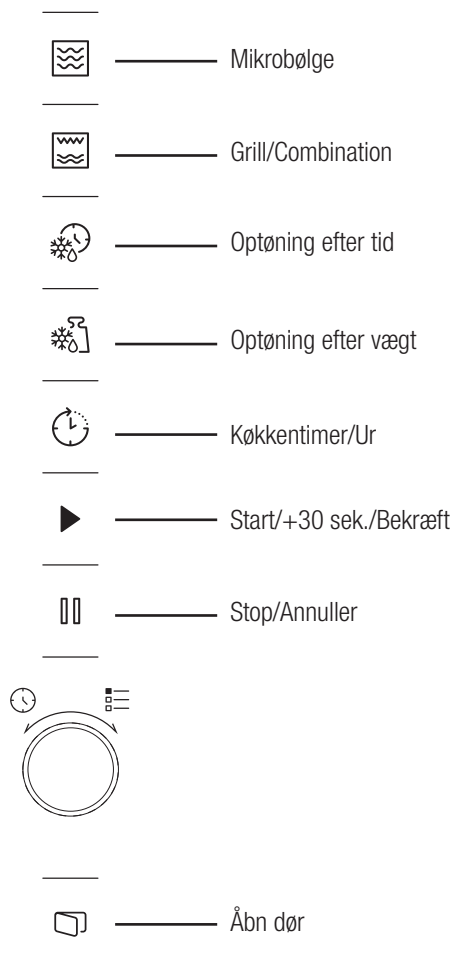 Mikrobølge
Grill/Combination
Optøning efter tid
Optøning efter vægt
Køkkentimer/Ur
Start/+30 sek./Bekræft
Stop/Annuller
Åbn dør